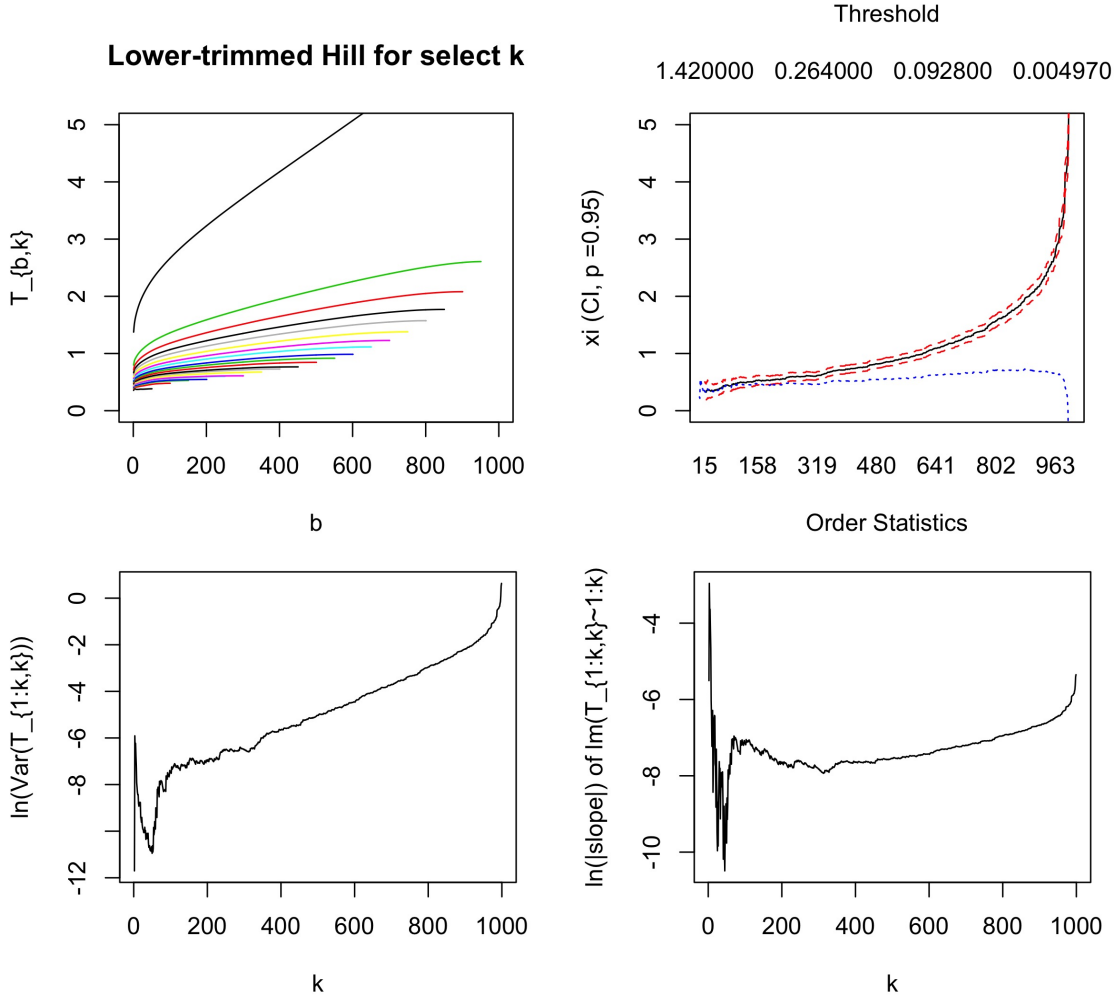 Lower-trimmed Hill for select k
T_{b,k}
0 1 2 3 4 5
0 200 400 600 800 1000
b
Threshold
1.420000 0.264000 0.092800 0.004970
xi (CI, p =0.95)
0 1 2 3 4 5
15 158 319 480 641 802 963
Order Statistics
ln(Var(T_{1:k,k}))
-12 -8 -6 -4 -2 0
0 200 400 600 800 1000
k
ln(|slope|) of lm(T_{1:k,k}~1:k)
-10 -8 -6 -4
0 200 400 600 800 1000
k